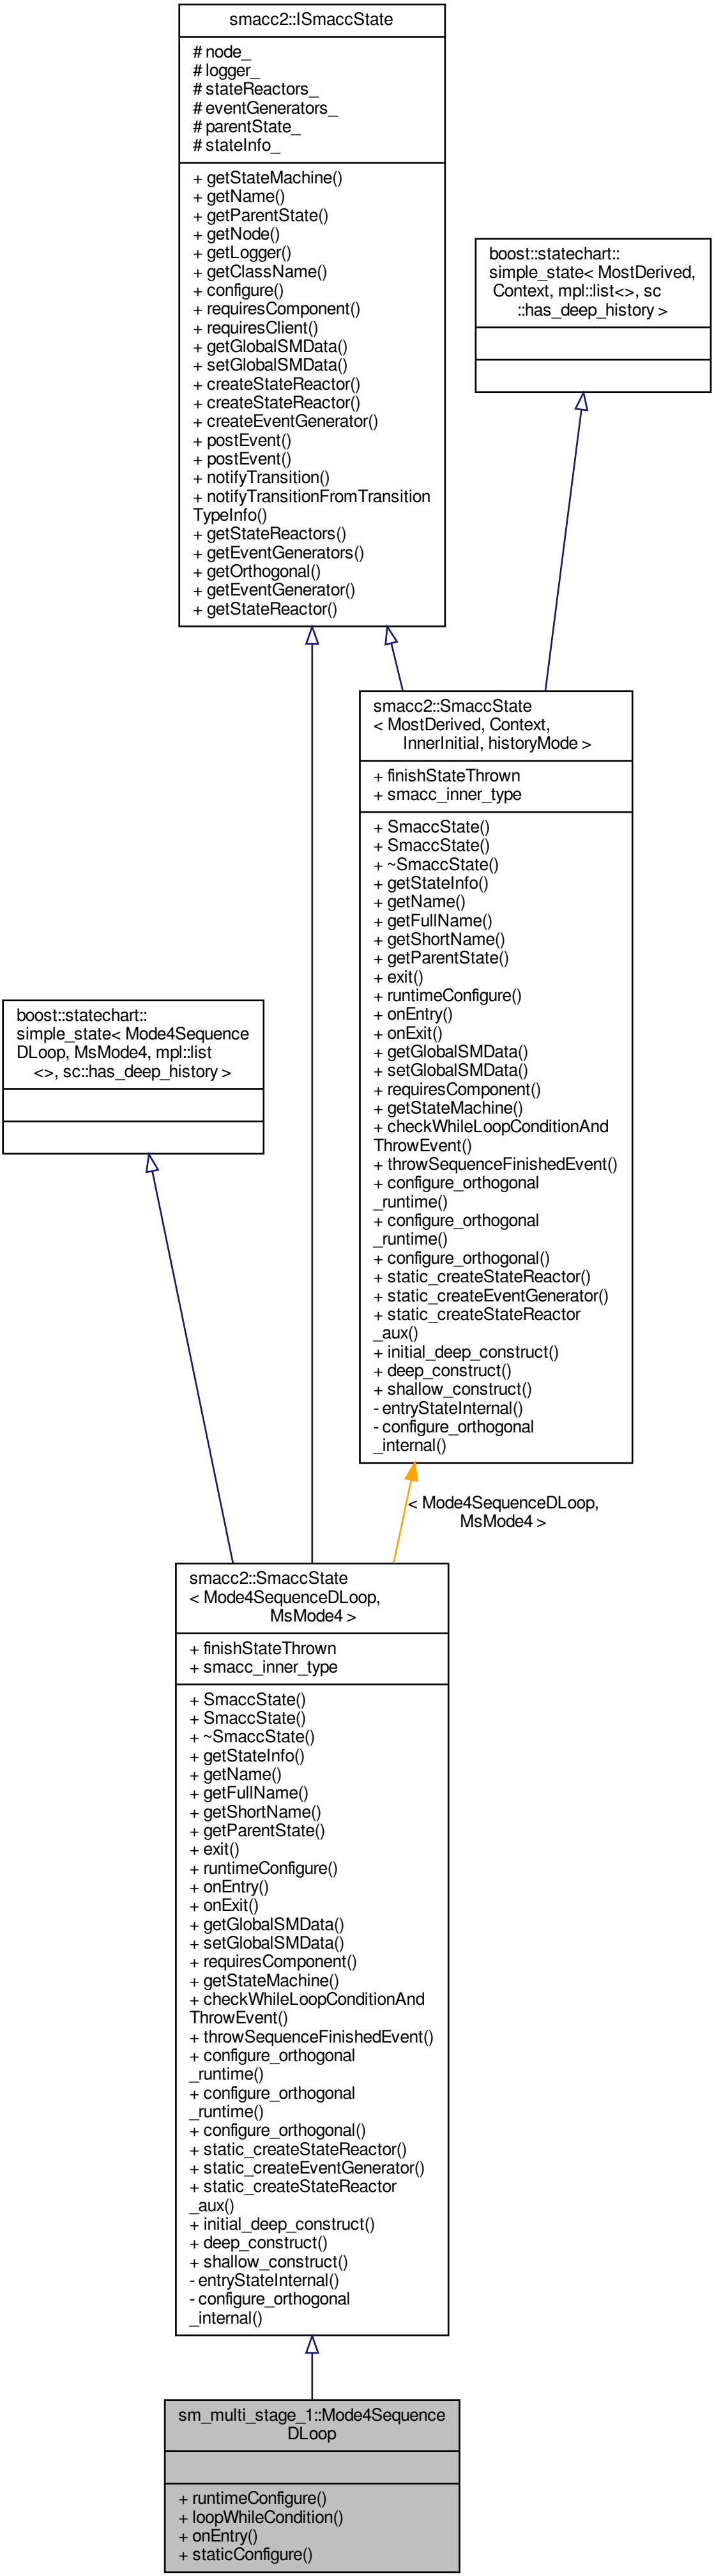 smacc2::ISmaccState
# node_
# logger_
# stateReactors_
# eventGenerators_
# parentState_
# stateInfo_
+ getStateMachine()
+ getName()
+ getParentState()
+ getNode()
+ getLogger()
+ getClassName()
+ configure()
+ requiresComponent()
+ requiresClient()
+ getGlobalSMData()
+ setGlobalSMData()
+ createStateReactor()
+ createStateReactor()
+ createEventGenerator()
+ postEvent()
+ postEvent()
+ notifyTransition()
+ notifyTransitionFromTransition
TypeInfo()
+ getStateReactors()
+ getEventGenerators()
+ getOrthogonal()
+ getEventGenerator()
+ getStateReactor()
boost::statechart::
simple_state< MostDerived,
Context, mpl::list<>, sc
::has_deep_history >
smacc2::SmaccState
< MostDerived, Context,
InnerInitial, historyMode >
+ finishStateThrown
+ smacc_inner_type
+ SmaccState()
+ SmaccState()
+ ~SmaccState()
+ getStateInfo()
+ getName()
+ getFullName()
+ getShortName()
+ getParentState()
+ exit()
+ runtimeConfigure()
+ onEntry()
+ onExit()
+ getGlobalSMData()
+ setGlobalSMData()
+ requiresComponent()
+ getStateMachine()
+ checkWhileLoopConditionAnd
ThrowEvent()
+ throwSequenceFinishedEvent()
+ configure_orthogonal
_runtime()
+ configure_orthogonal
_runtime()
+ configure_orthogonal()
+ static_createStateReactor()
+ static_createEventGenerator()
+ static_createStateReactor
_aux()
+ initial_deep_construct()
+ deep_construct()
+ shallow_construct()
- entryStateInternal()
- configure_orthogonal
_internal()
boost::statechart::
simple_state< Mode4Sequence
DLoop, MsMode4, mpl::list
<>, sc::has_deep_history >
< Mode4SequenceDLoop,
MsMode4 >
smacc2::SmaccState
< Mode4SequenceDLoop,
MsMode4 >
+ finishStateThrown
+ smacc_inner_type
+ SmaccState()
+ SmaccState()
+ ~SmaccState()
+ getStateInfo()
+ getName()
+ getFullName()
+ getShortName()
+ getParentState()
+ exit()
+ runtimeConfigure()
+ onEntry()
+ onExit()
+ getGlobalSMData()
+ setGlobalSMData()
+ requiresComponent()
+ getStateMachine()
+ checkWhileLoopConditionAnd
ThrowEvent()
+ throwSequenceFinishedEvent()
+ configure_orthogonal
_runtime()
+ configure_orthogonal
_runtime()
+ configure_orthogonal()
+ static_createStateReactor()
+ static_createEventGenerator()
+ static_createStateReactor
_aux()
+ initial_deep_construct()
+ deep_construct()
+ shallow_construct()
- entryStateInternal()
- configure_orthogonal
_internal()
sm_multi_stage_1::Mode4Sequence
DLoop
+ runtimeConfigure()
+ loopWhileCondition()
+ onEntry()
+ staticConfigure()